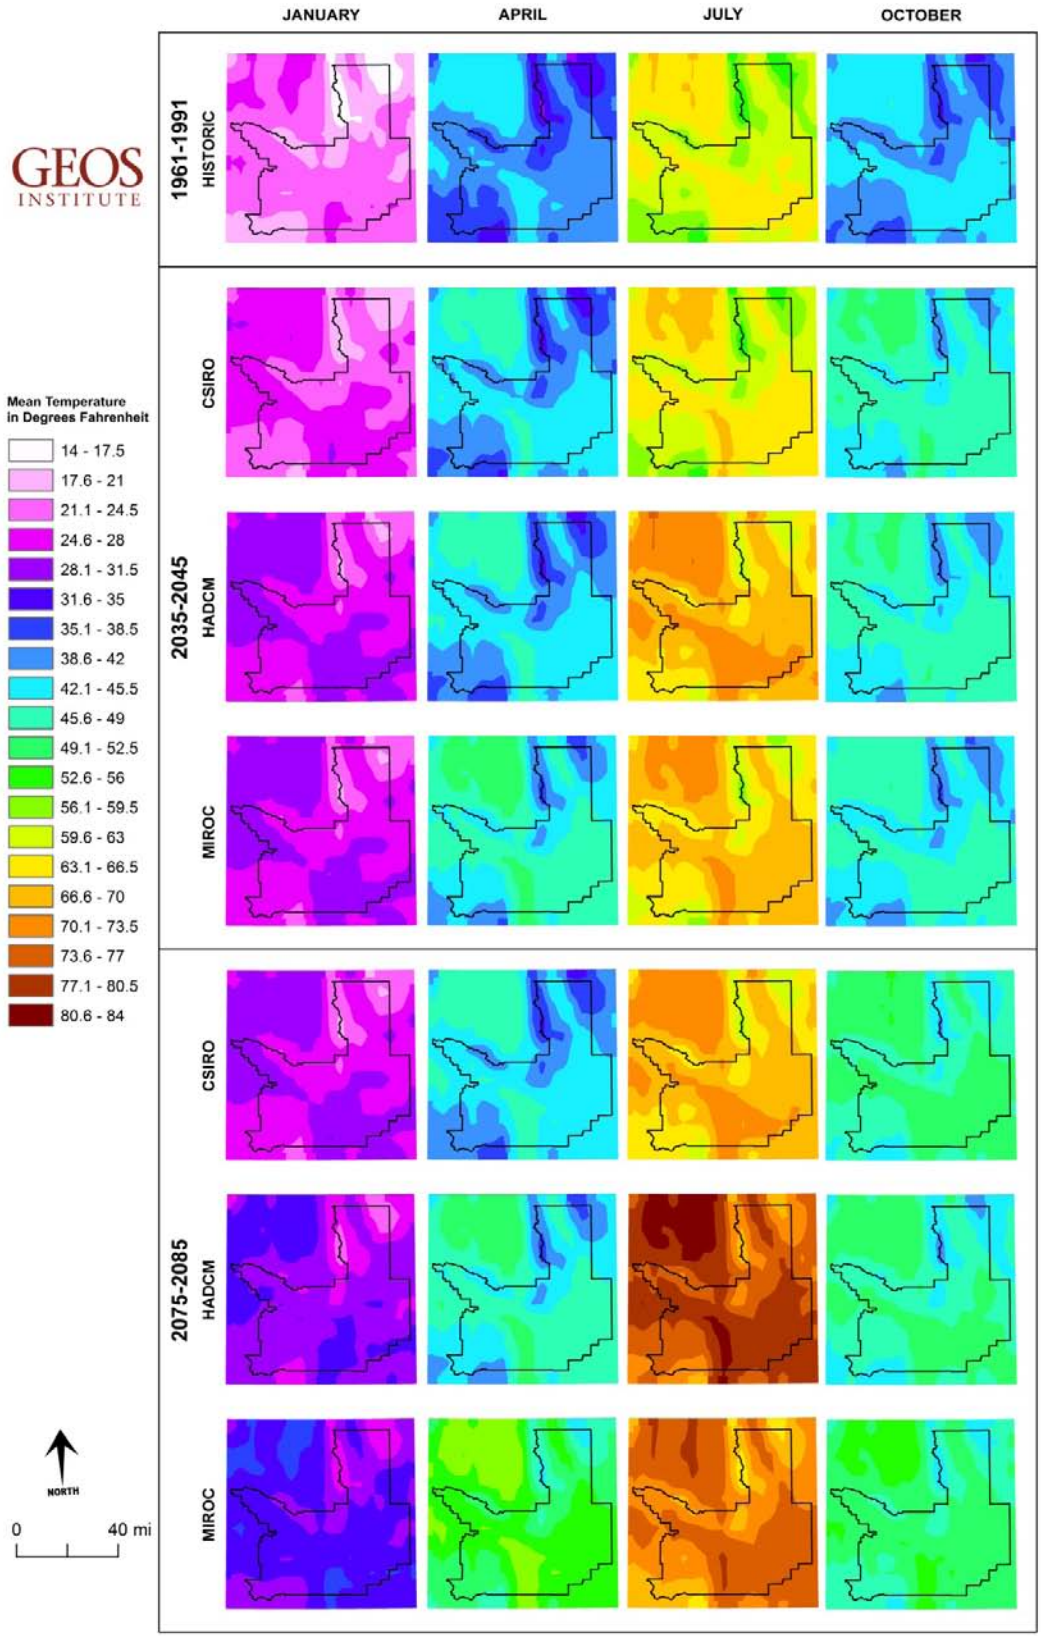 JANUARY APRIL JULY OCTOBER
1961-1991
HISTORIC
GEOS
INSTITUTE
CSIRO
Mean Temperature
in Degrees Fahrenheit
14 - 17.5
17.6 - 21
21.1 - 24.5
24.6 - 28
28.1 - 31.5
31.6 - 35
35.1 - 38.5
38.6 - 42
42.1 - 45.5
45.6 - 49
49.1 - 52.5
52.6 - 56
56.1 - 59.5
59.6 - 63
63.1 - 66.5
66.6 - 70
70.1 - 73.5
73.6 - 77
77.1 - 80.5
80.6 - 84
2035-2045
HADCM
MIROC
CSIRO
2075-2085
HADCM
MIROC
NORTH
0 40 mi